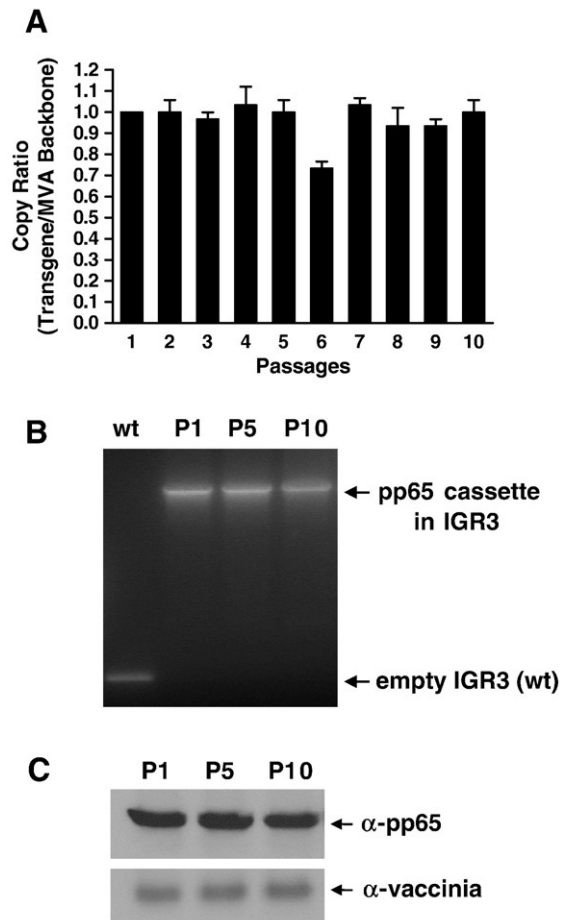 A
Copy Ratio
(Transgene/MVA Backbone)
1.2
1.1
1.0
0.9
0.8
0.7
0.6
0.5
0.4
0.3
0.2
0.1
0.0
1 2 3 4 5 6 7 8 9 10
Passages
B
wt P1 P5 P10
pp65 cassette
in IGR3
empty IGR3 (wt)
C
P1 P5 P10
α-pp65
α-vaccinia